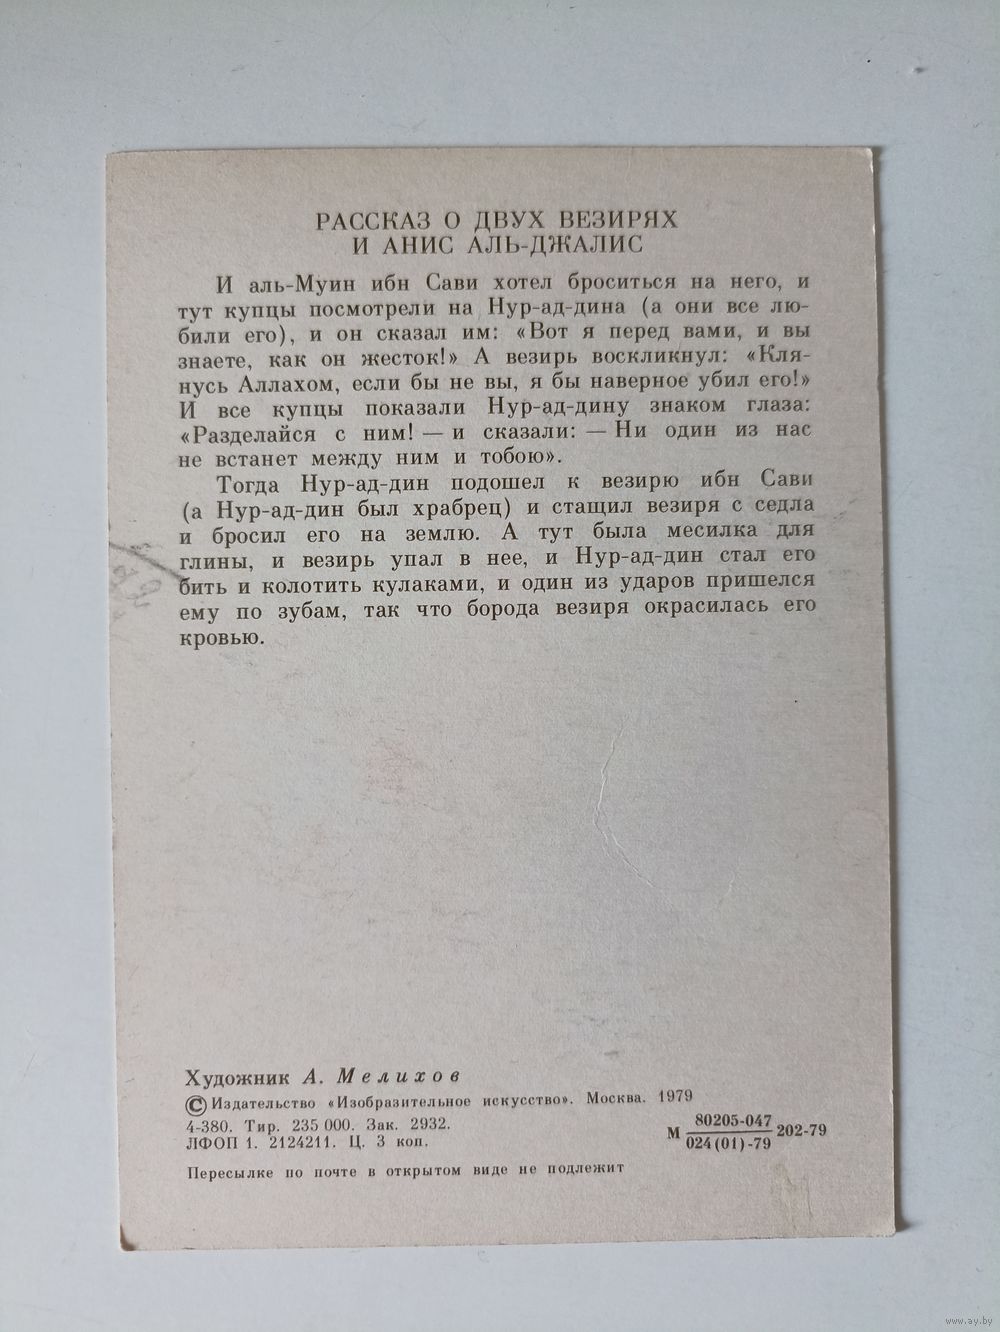 РАССКАЗ О ДВУХ ВЕЗИРЯХ
И АНИС АЛЬ-ДЖАЛИС
И аль-Муин ибн Сави хотел броситься на него, и
тут купцы посмотрели на Нур-ад-дина (а они все лю-
били его), и он сказал им: «Вот я перед вами, и вы
знаете, как он жесток!» А везирь воскликнул: «Кля-
нусь Аллахом, если бы не вы, я бы наверное убил его!»
И все купцы показали Нур-ад-дину знаком глаза:
«Разделайся с ним! — и сказали: — Ни один из нас
не встанет между ним и тобою».
Тогда Нур-ад-дин подошел к везирю ибн Сави
(а Нур-ад-дин был храбрец) и стащил везиря с седла
и бросил его на землю. А тут была месилка для
глины, и везирь упал в нее, и Нур-ад-дин стал его
бить и колотить кулаками, и один из ударов пришелся
ему по зубам, так что борода везиря окрасилась его
кровью.
Художник А. Мелихов
© Издательство «Изобразительное искусство». Москва. 1979
4-380. Тир. 235 000. Зак. 2932.
ЛФОП 1. 2124211. Ц. 3 коп.
М 80205-047
024(01)-79 202-79
Пересылке по почте в открытом виде не подлежит
www.ay.by